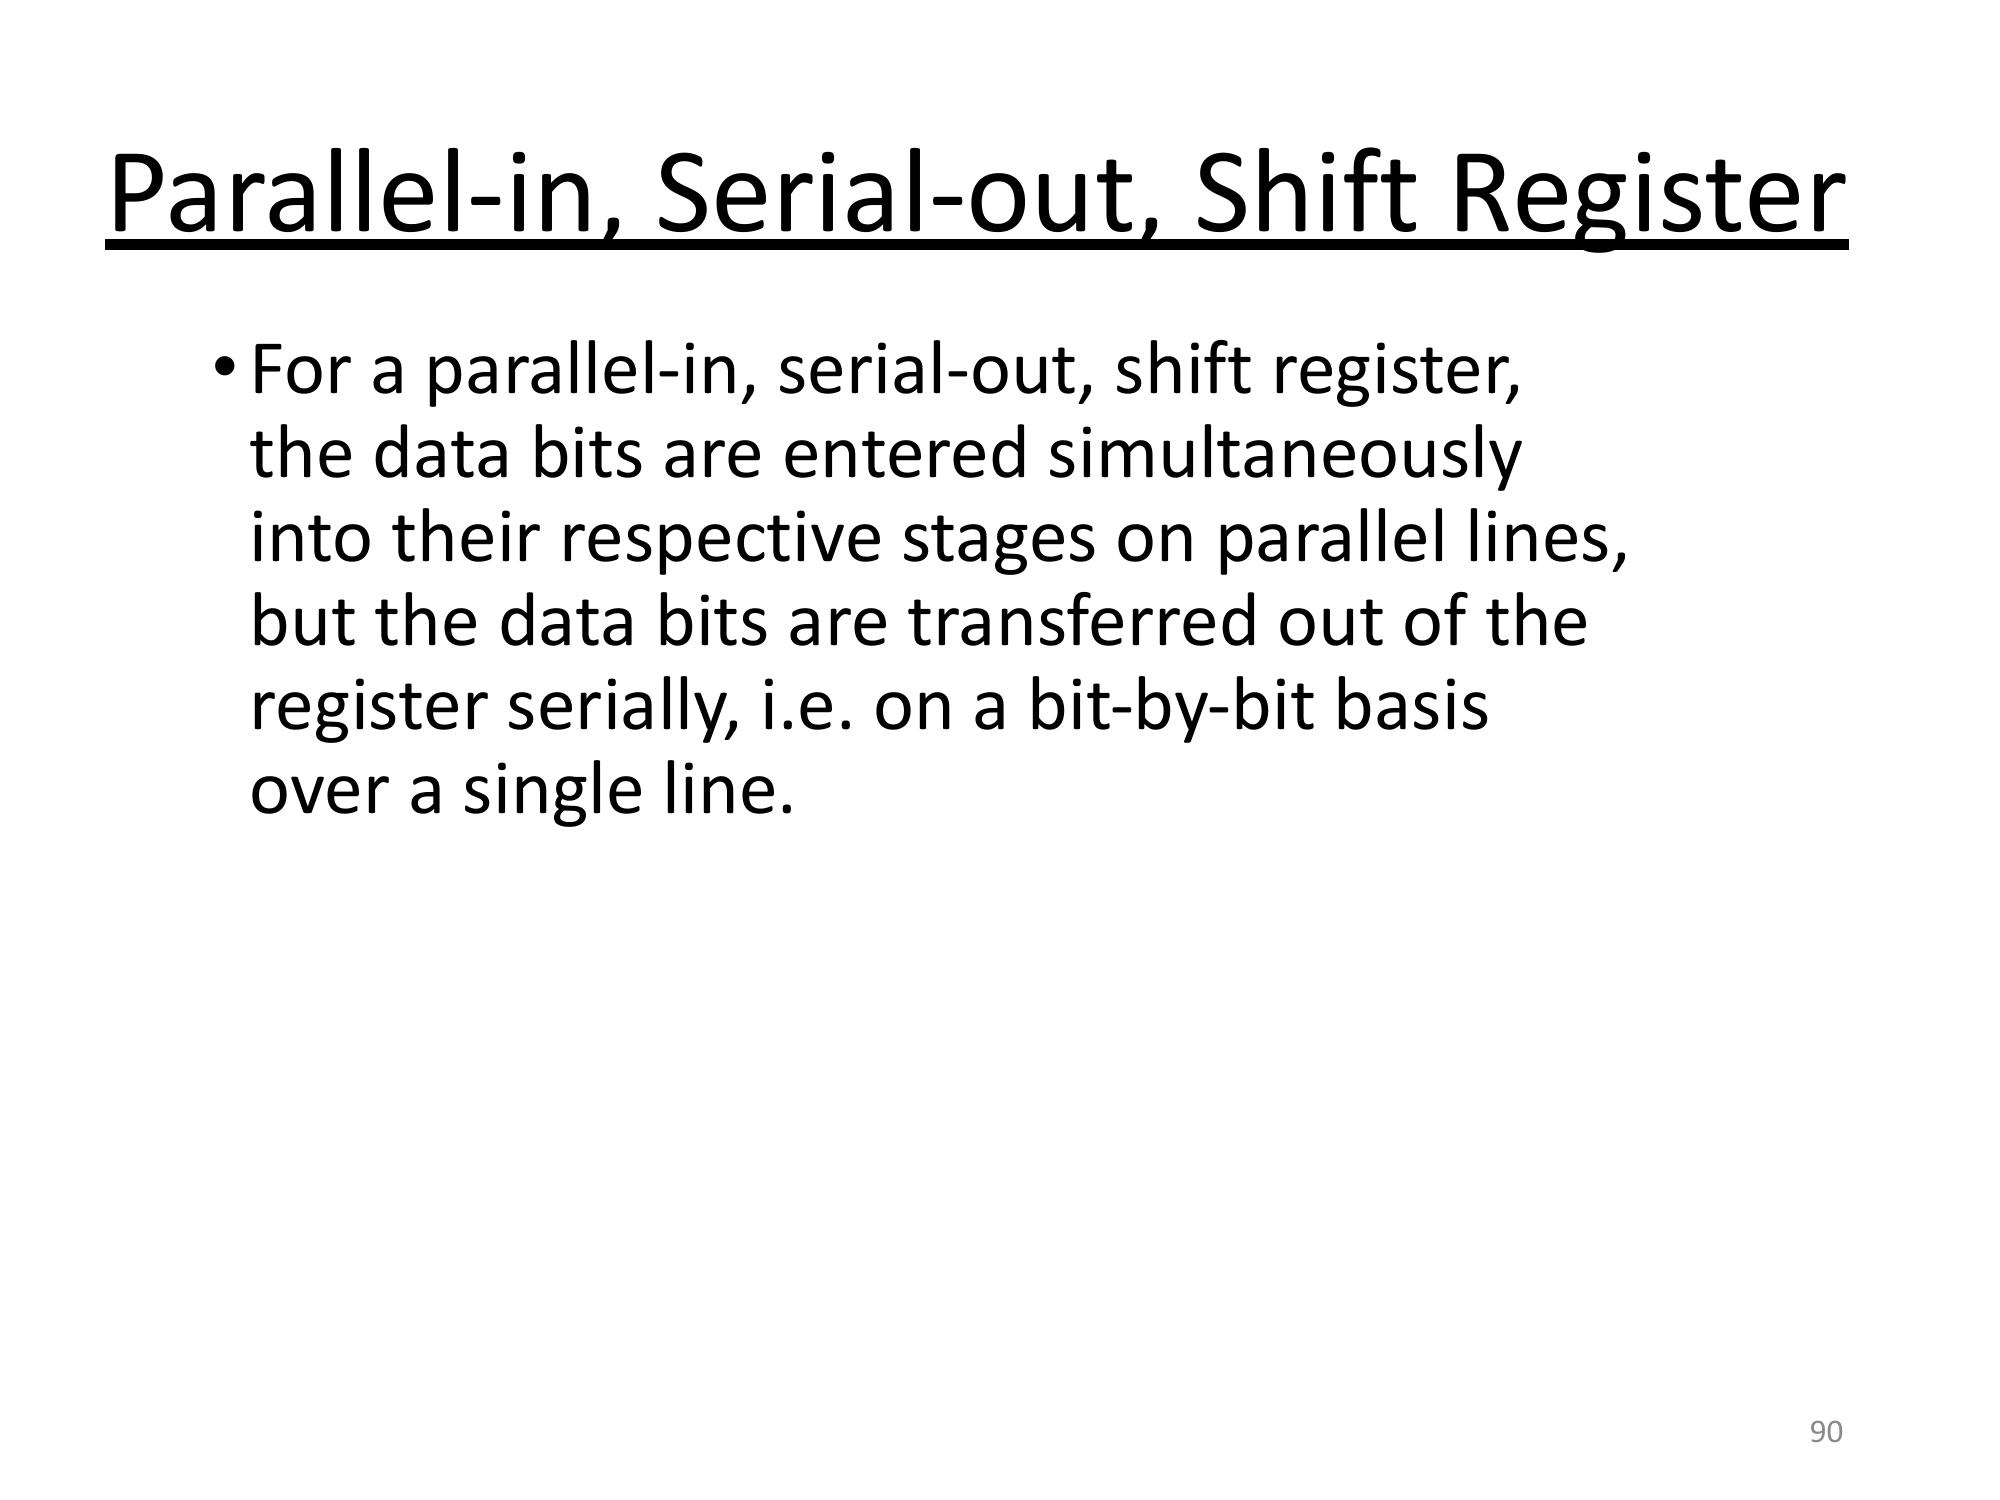 Parallel-in, Serial-out, Shift Register
• For a parallel-in, serial-out, shift register,
the data bits are entered simultaneously
into their respective stages on parallel lines,
but the data bits are transferred out of the
register serially, i.e. on a bit-by-bit basis
over a single line.
90